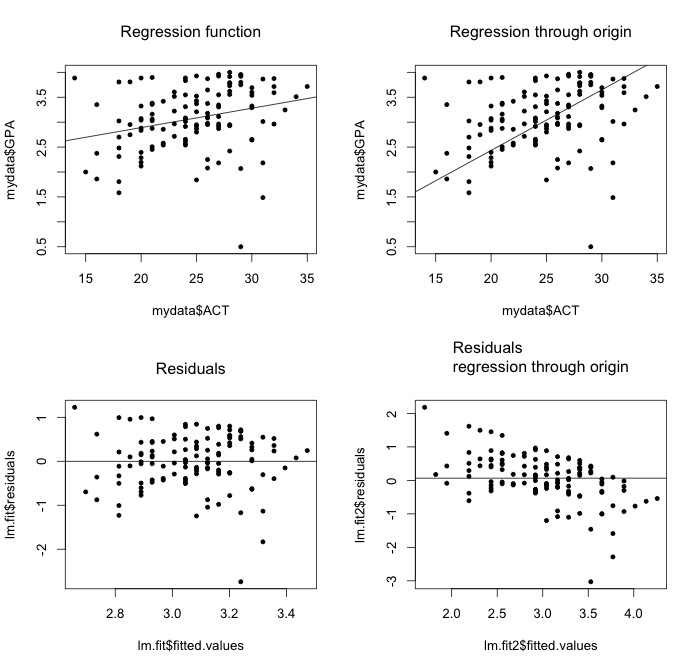 Regression function
mydata$GPA
3.5
2.5
1.5
0.5
15 20 25 30 35
mydata$ACT
Regression through origin
mydata$GPA
3.5
2.5
1.5
0.5
15 20 25 30 35
mydata$ACT
Residuals
lm.fit$residuals
1
0
-1
-2
2.8 3.0 3.2 3.4
lm.fit$fitted.values
Residuals
regression through origin
lm.fit2$residuals
2
1
0
-1
-2
-3
2.0 2.5 3.0 3.5 4.0
lm.fit2$fitted.values